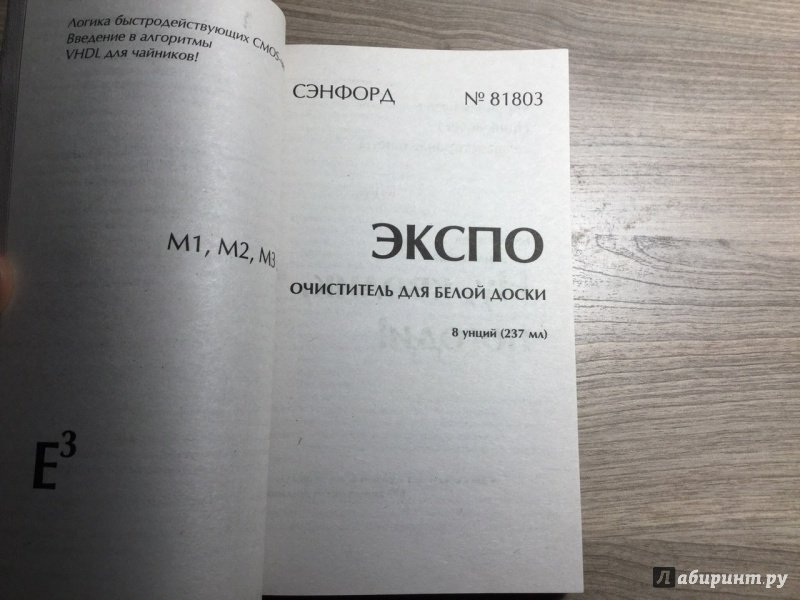 Логика быстродействующих CMOS-
Введение в алгоритмы
VHDL для чайников!
М1, М2, М3
E³
СЭНФОРД № 81803
ЭКСПО
ОЧИСТИТЕЛЬ ДЛЯ БЕЛОЙ ДОСКИ
8 унций (237 мл)
Лабиринт.ру